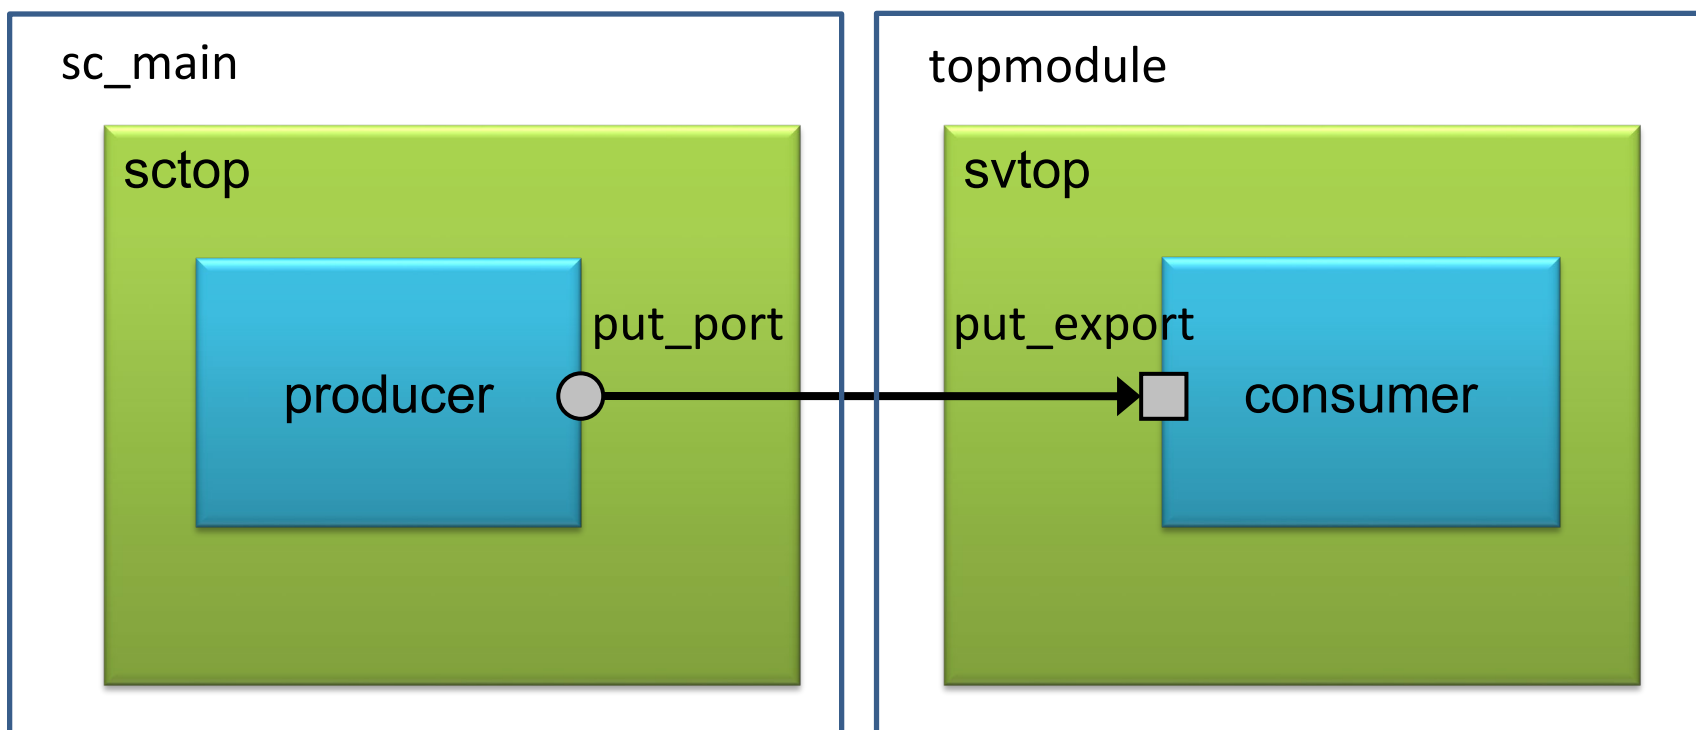 sc_main
topmodule
sctop
svtop
put_port
put_export
producer
consumer